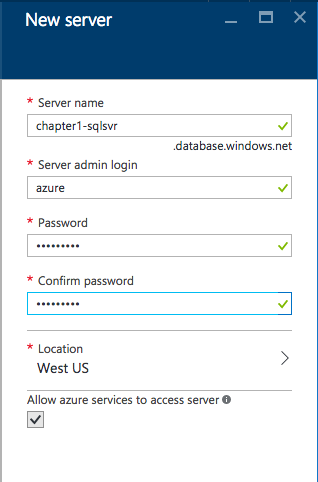 New server
* Server name
chapter1-sqlsvr
.database.windows.net
* Server admin login
azure
* Password
•••••••••
* Confirm password
•••••••••
* Location
West US
Allow azure services to access server